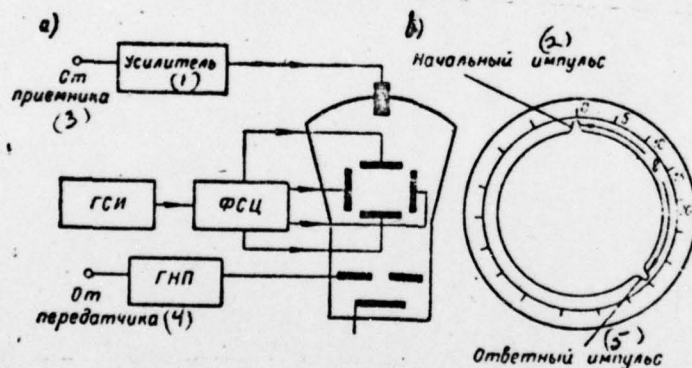 а)
Усилитель
(1)
От
приемника
(3)
ГСИ
ФСЦ
ГНП
От
передатчика (4)
в)
(2)
Начальный импульс
0
5
(5)
Ответный импульс